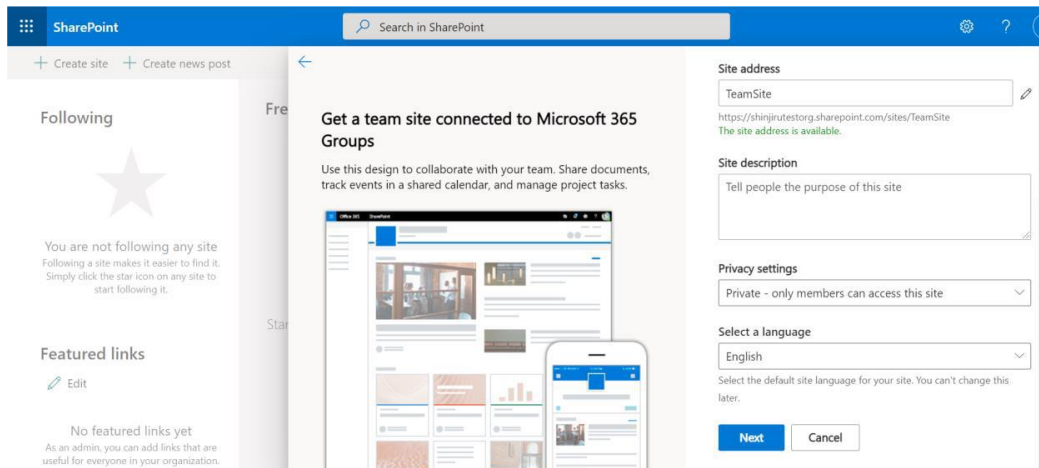 SharePoint
Search in SharePoint
?
+ Create site + Create news post
Following
You are not following any site
Following a site makes it easier to find it.
Simply click the star icon on any site to
start following it.
Featured links
Edit
No featured links yet
As an admin, you can add links that are
useful for everyone in your organization.
Fre
Star
Get a team site connected to Microsoft 365
Groups
Use this design to collaborate with your team. Share documents,
track events in a shared calendar, and manage project tasks.
Office 365 SharePoint
Site address
TeamSite
https://shinjirutestorg.sharepoint.com/sites/TeamSite
The site address is available.
Site description
Tell people the purpose of this site
Privacy settings
Private - only members can access this site
Select a language
English
Select the default site language for your site. You can't change this
later.
Next Cancel